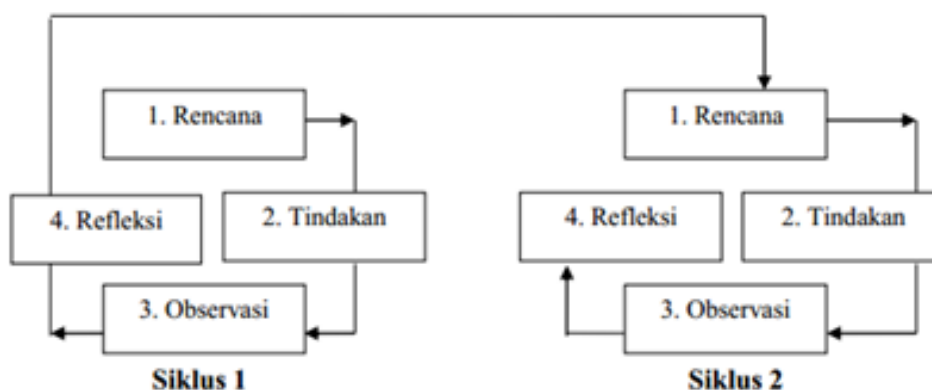 1. Rencana
4. Refleksi
2. Tindakan
3. Observasi
Siklus 1
1. Rencana
4. Refleksi
2. Tindakan
3. Observasi
Siklus 2